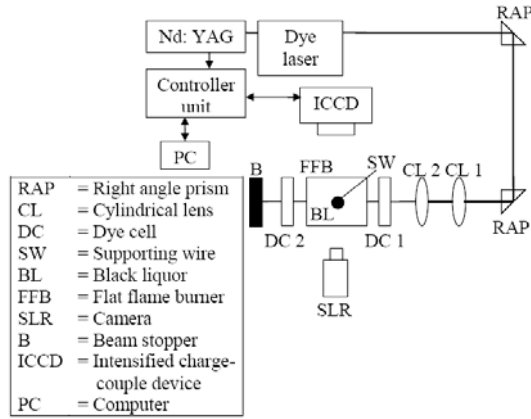 RAP
Nd: YAG
Dye
laser
Controller
unit
ICCD
PC
B
FFB
SW
CL 2
CL 1
BL
DC 2
DC 1
RAP
SLR
RAP = Right angle prism
CL = Cylindrical lens
DC = Dye cell
SW = Supporting wire
BL = Black liquor
FFB = Flat flame burner
SLR = Camera
B = Beam stopper
ICCD = Intensified charge-
couple device
PC = Computer